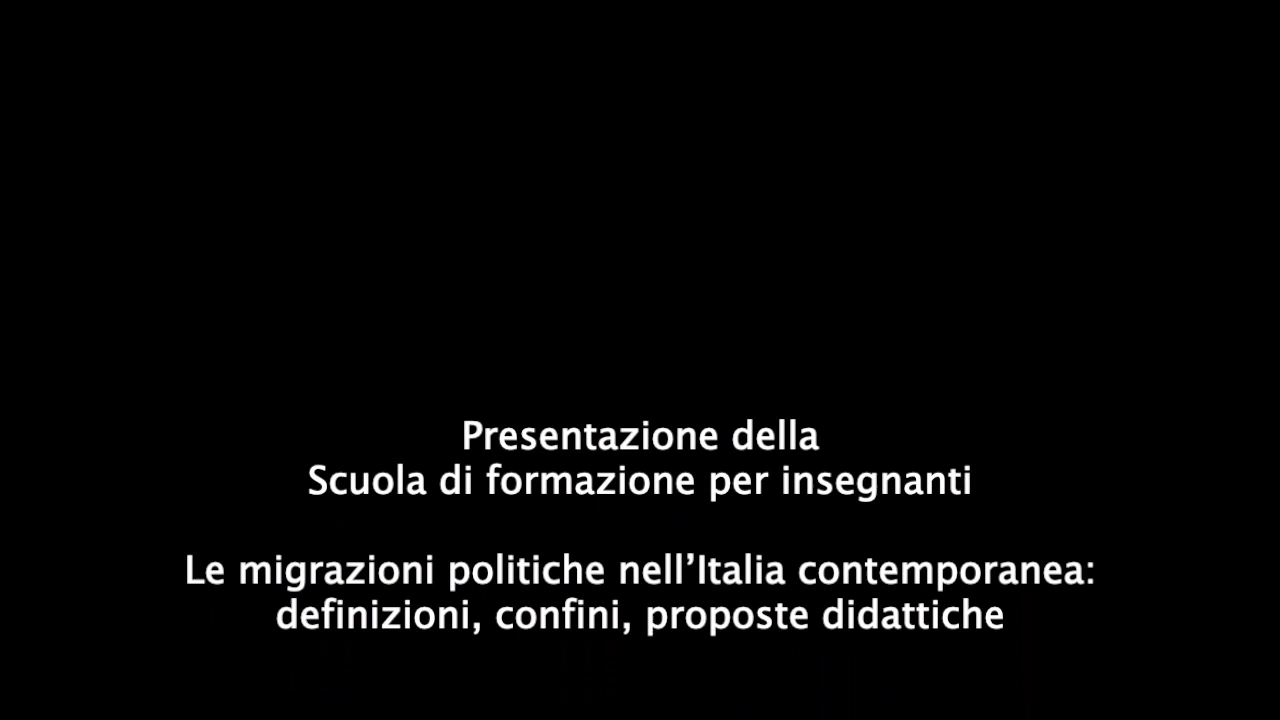 Presentazione della
Scuola di formazione per insegnanti
Le migrazioni politiche nell’Italia contemporanea:
definizioni, confini, proposte didattiche